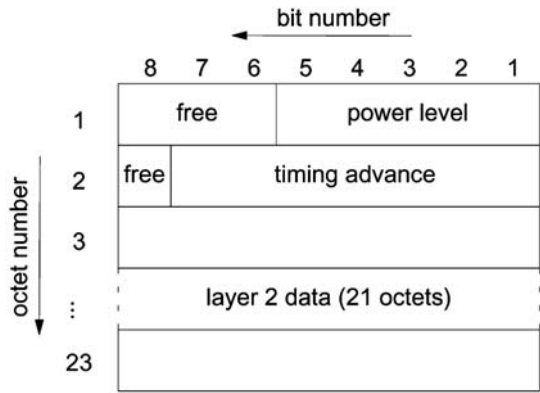 bit number
8 7 6 5 4 3 2 1
1 free power level
2 free timing advance
3
... layer 2 data (21 octets)
23
octet number